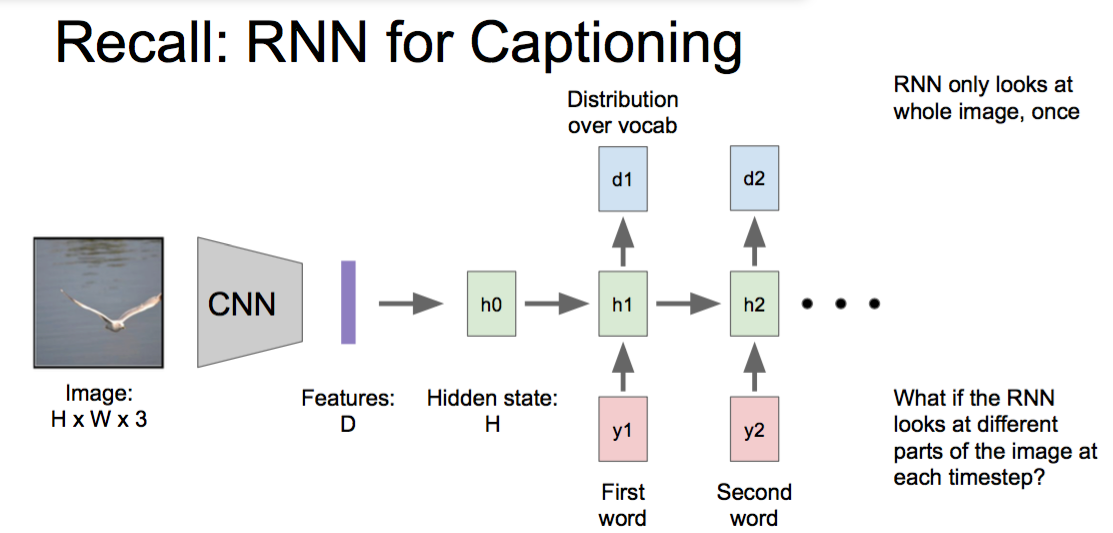 Recall: RNN for Captioning
RNN only looks at
whole image, once
Distribution
over vocab
d1
d2
CNN
h0
h1
h2
Image:
H x W x 3
Features:
D
Hidden state:
H
y1
y2
First
word
Second
word
What if the RNN
looks at different
parts of the image at
each timestep?